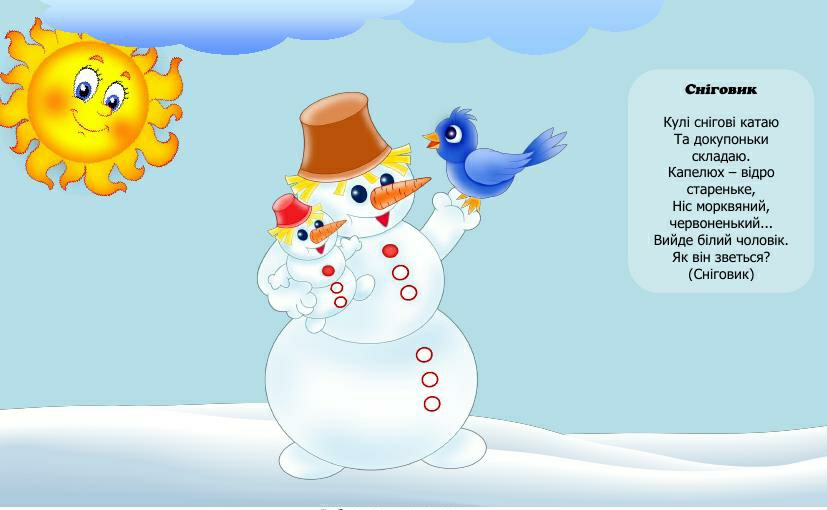 Сніговик
Кулі снігові катаю
Та докупоньки
складаю.
Капелюх – відро
стареньке,
Ніс морквяний,
червоненький...
Вийде білий чоловік.
Як він зветься?
(Сніговик)